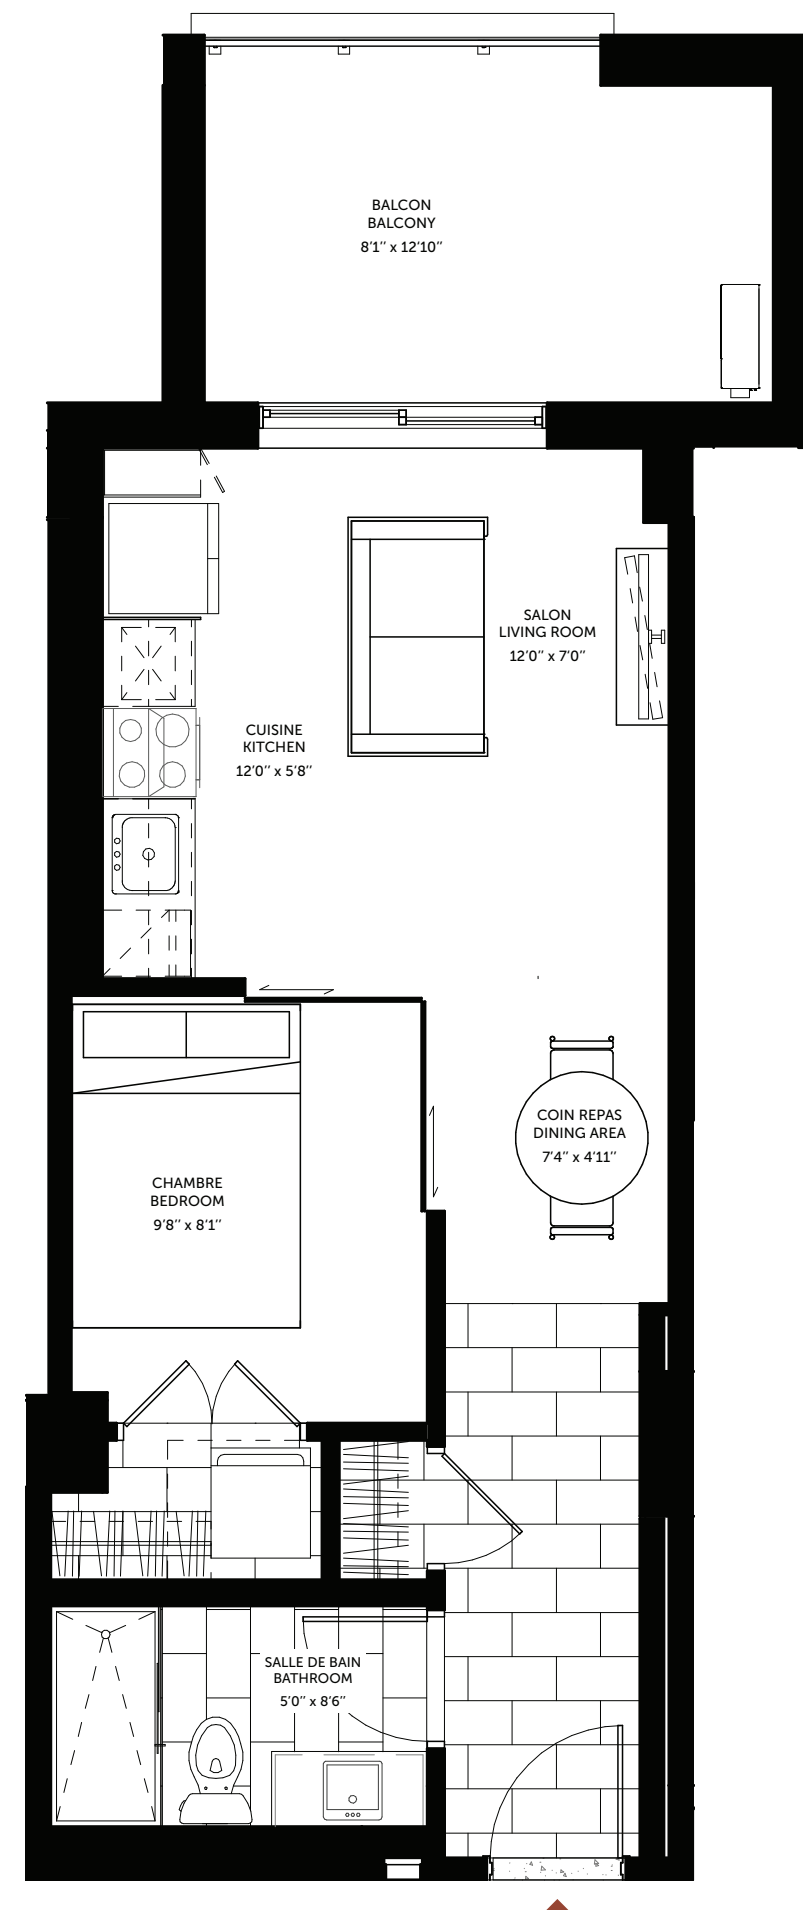 BALCON
BALCONY
8'1'' x 12'10''
SALON
LIVING ROOM
12'0'' x 7'0''
CUISINE
KITCHEN
12'0'' x 5'8''
COIN REPAS
DINING AREA
7'4'' x 4'11''
CHAMBRE
BEDROOM
9'8'' x 8'1''
SALLE DE BAIN
BATHROOM
5'0'' x 8'6''